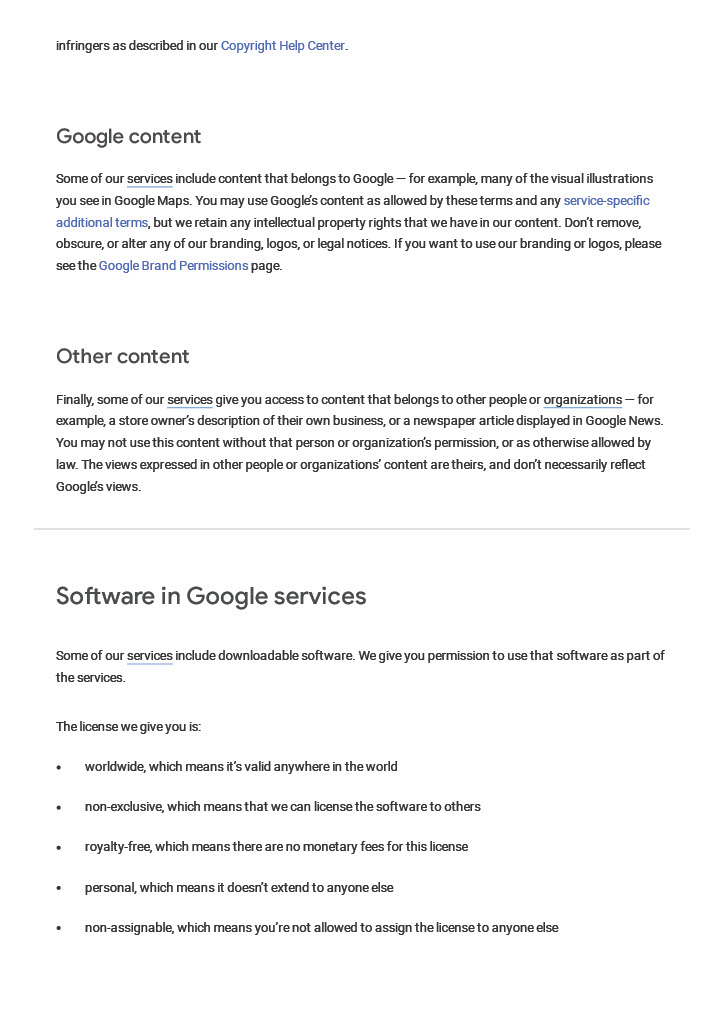 infringers as described in our Copyright Help Center.
Google content
Some of our services include content that belongs to Google — for example, many of the visual illustrations
you see in Google Maps. You may use Google’s content as allowed by these terms and any service-specific
additional terms, but we retain any intellectual property rights that we have in our content. Don’t remove,
obscure, or alter any of our branding, logos, or legal notices. If you want to use our branding or logos, please
see the Google Brand Permissions page.
Other content
Finally, some of our services give you access to content that belongs to other people or organizations — for
example, a store owner’s description of their own business, or a newspaper article displayed in Google News.
You may not use this content without that person or organization’s permission, or as otherwise allowed by
law. The views expressed in other people or organizations’ content are theirs, and don’t necessarily reflect
Google’s views.
Software in Google services
Some of our services include downloadable software. We give you permission to use that software as part of
the services.
The license we give you is:
• worldwide, which means it’s valid anywhere in the world
• non-exclusive, which means that we can license the software to others
• royalty-free, which means there are no monetary fees for this license
• personal, which means it doesn’t extend to anyone else
• non-assignable, which means you’re not allowed to assign the license to anyone else